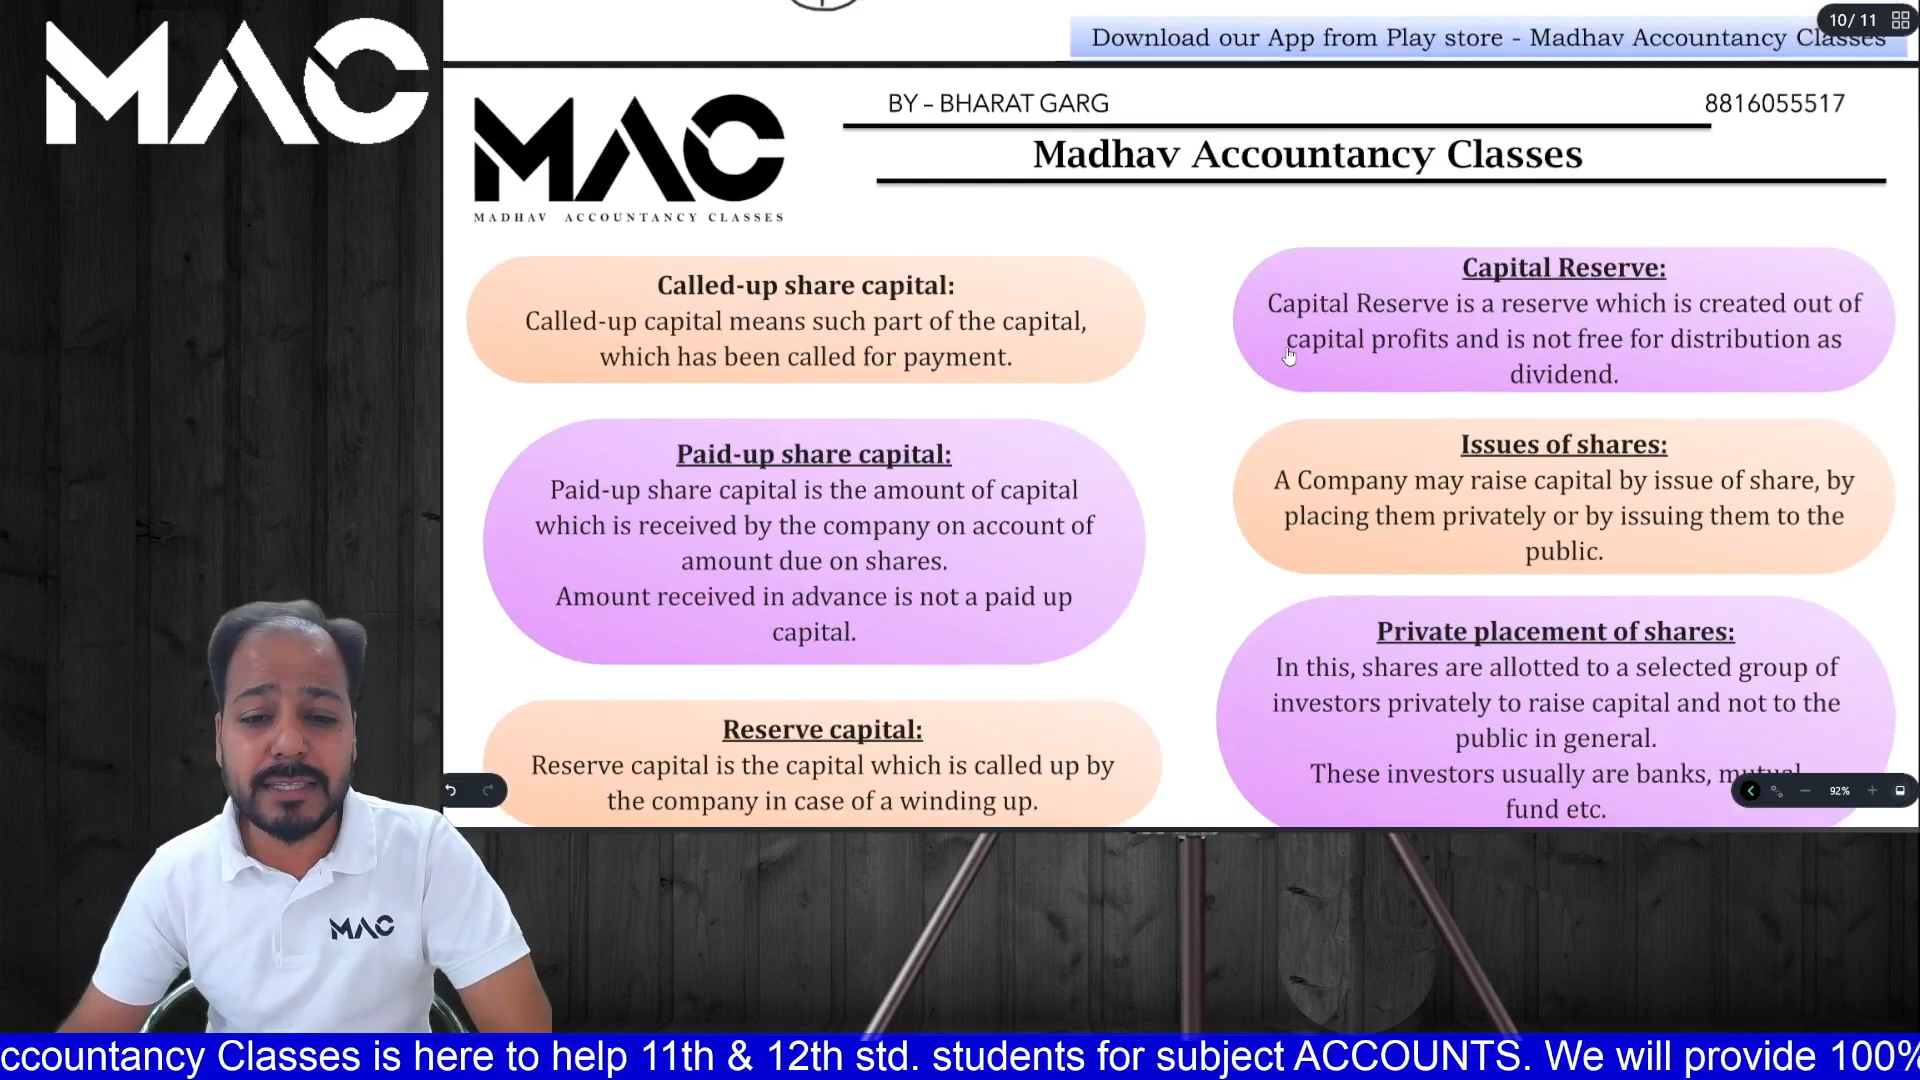 MAC
10/ 11
Download our App from Play store - Madhav Accountancy Classes
BY – BHARAT GARG
8816055517
MAC
MADHAV ACCOUNTANCY CLASSES
Madhav Accountancy Classes
Called-up share capital:
Called-up capital means such part of the capital,
which has been called for payment.
Paid-up share capital:
Paid-up share capital is the amount of capital
which is received by the company on account of
amount due on shares.
Amount received in advance is not a paid up
capital.
Reserve capital:
Reserve capital is the capital which is called up by
the company in case of a winding up.
Capital Reserve:
Capital Reserve is a reserve which is created out of
capital profits and is not free for distribution as
dividend.
Issues of shares:
A Company may raise capital by issue of share, by
placing them privately or by issuing them to the
public.
Private placement of shares:
In this, shares are allotted to a selected group of
investors privately to raise capital and not to the
public in general.
These investors usually are banks, mutual
fund etc.
92%
MAC
ccountancy Classes is here to help 11th & 12th std. students for subject ACCOUNTS. We will provide 100%